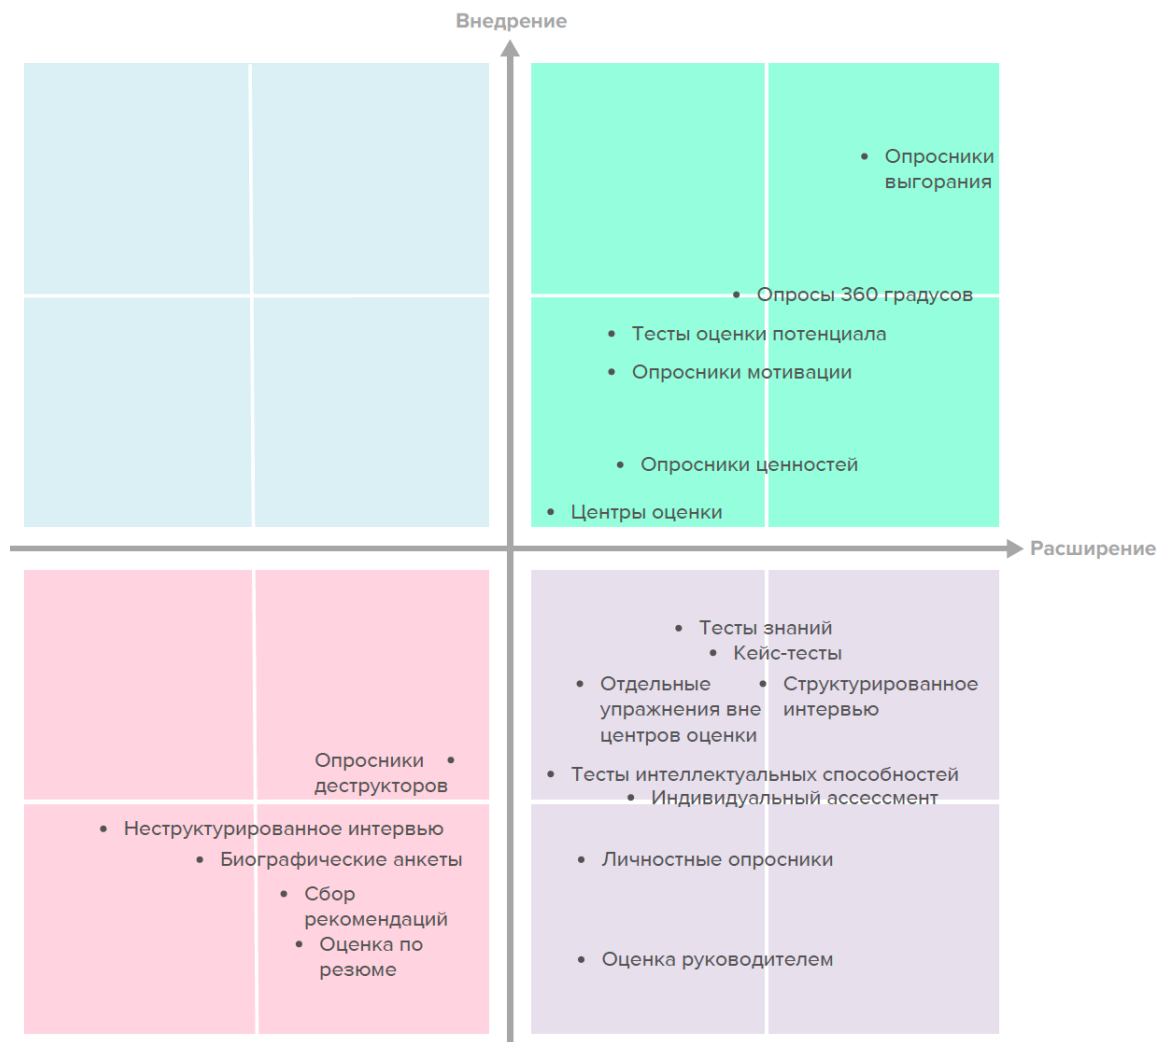 Внедрение
• Опросники
выгорания
• Опросы 360 градусов
• Тесты оценки потенциала
• Опросники мотивации
• Опросники ценностей
• Центры оценки
Расширение
• Тесты знаний
• Кейс-тесты
• Отдельные
упражнения вне
центров оценки
• Структурированное
интервью
Опросники •
деструкторов
• Тесты интеллектуальных способностей
• Индивидуальный ассессмент
• Неструктурированное интервью
• Биографические анкеты
• Личностные опросники
• Сбор
рекомендаций
• Оценка по
резюме
• Оценка руководителем